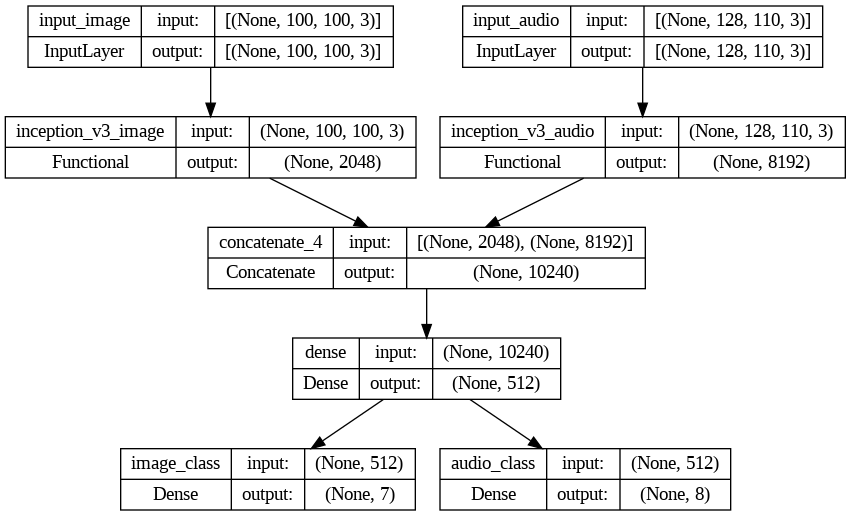 input_image input: [(None, 100, 100, 3)]
InputLayer output: [(None, 100, 100, 3)]
input_audio input: [(None, 128, 110, 3)]
InputLayer output: [(None, 128, 110, 3)]
inception_v3_image input: (None, 100, 100, 3)
Functional output: (None, 2048)
inception_v3_audio input: (None, 128, 110, 3)
Functional output: (None, 8192)
concatenate_4 input: [(None, 2048), (None, 8192)]
Concatenate output: (None, 10240)
dense input: (None, 10240)
Dense output: (None, 512)
image_class input: (None, 512)
Dense output: (None, 7)
audio_class input: (None, 512)
Dense output: (None, 8)